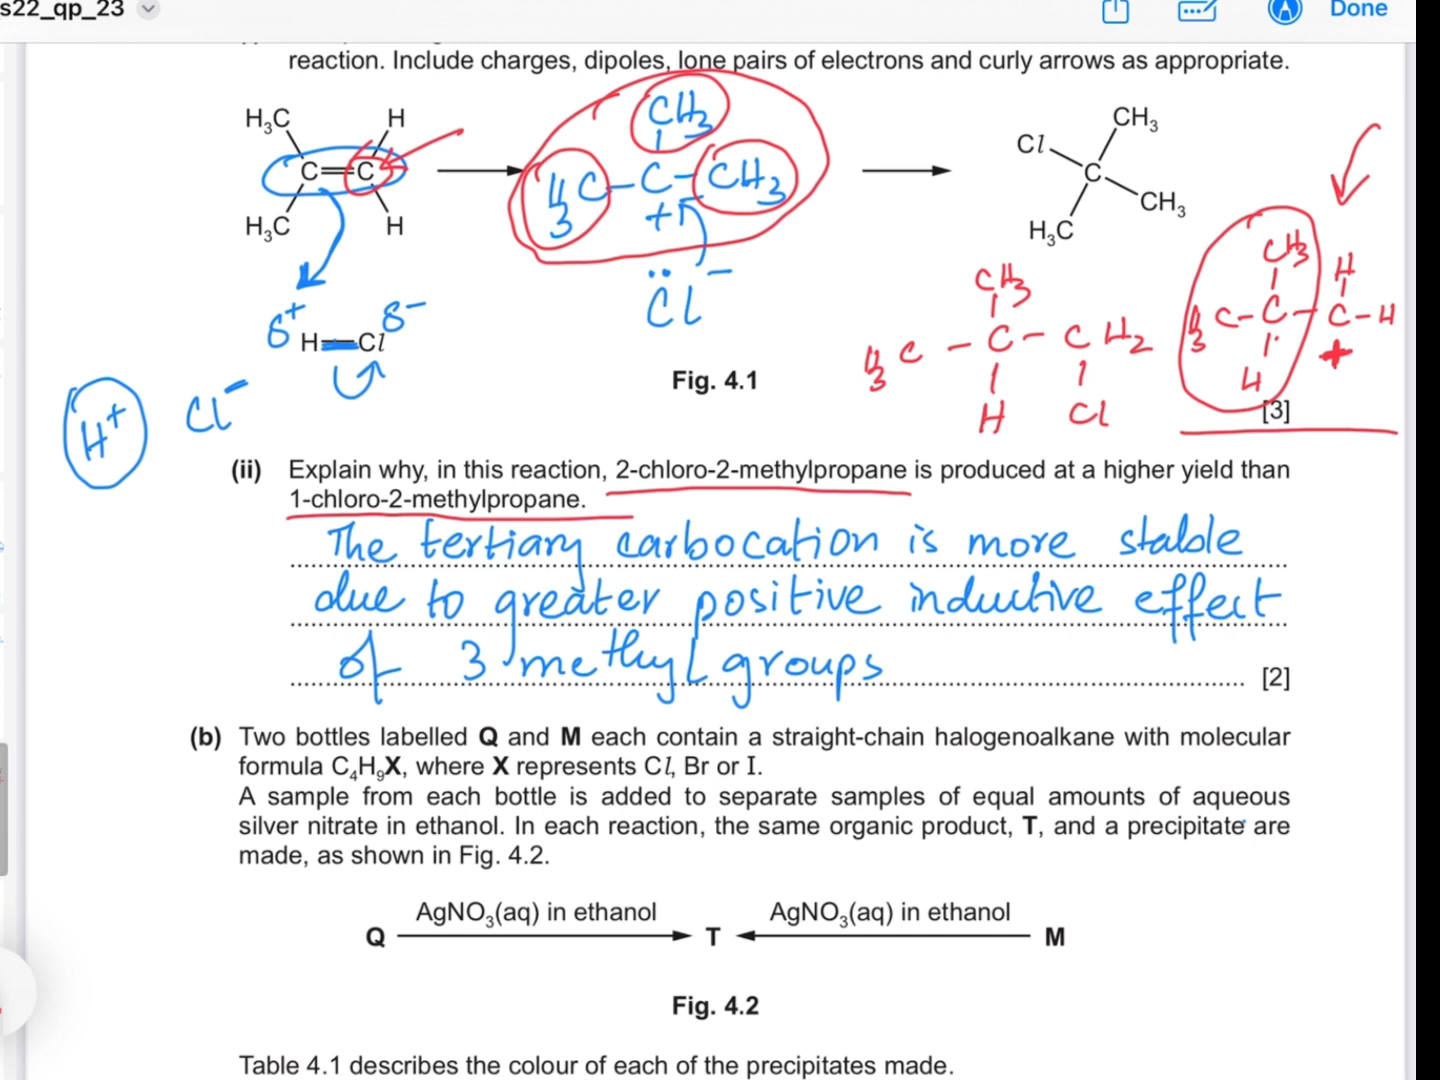 s22_qp_23
Done
reaction. Include charges, dipoles, lone pairs of electrons and curly arrows as appropriate.
H₃C H
C=C
H₃C H
δ+ H–Cl δ−
H+ Cl−
CH₃
H₃C–C–CH₃
+
Cl−
Cl CH₃
C
H₃C CH₃
CH₃
H₃C – C – CH₂
H Cl
CH₃ H
H₃C–C–C–H
H +
Fig. 4.1
[3]
(ii) Explain why, in this reaction, 2-chloro-2-methylpropane is produced at a higher yield than
1-chloro-2-methylpropane.
The tertiary carbocation is more stable
due to greater positive inductive effect
of 3 methyl groups
[2]
(b) Two bottles labelled Q and M each contain a straight-chain halogenoalkane with molecular
formula C₄H₉X, where X represents Cl, Br or I.
A sample from each bottle is added to separate samples of equal amounts of aqueous
silver nitrate in ethanol. In each reaction, the same organic product, T, and a precipitate are
made, as shown in Fig. 4.2.
AgNO₃(aq) in ethanol AgNO₃(aq) in ethanol
Q T M
Fig. 4.2
Table 4.1 describes the colour of each of the precipitates made.